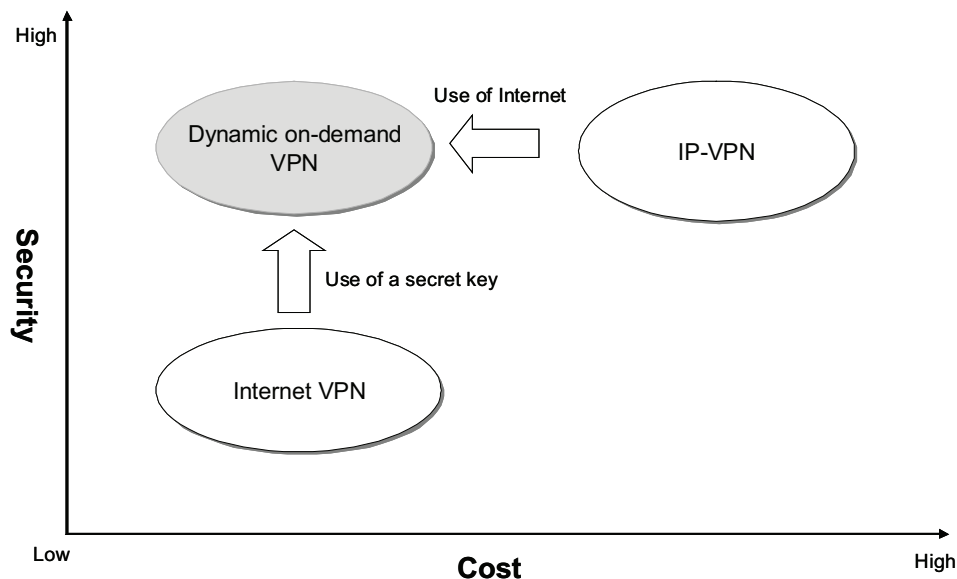 High
Use of Internet
Dynamic on-demand
VPN
IP-VPN
Security
Use of a secret key
Internet VPN
Low
Cost
High